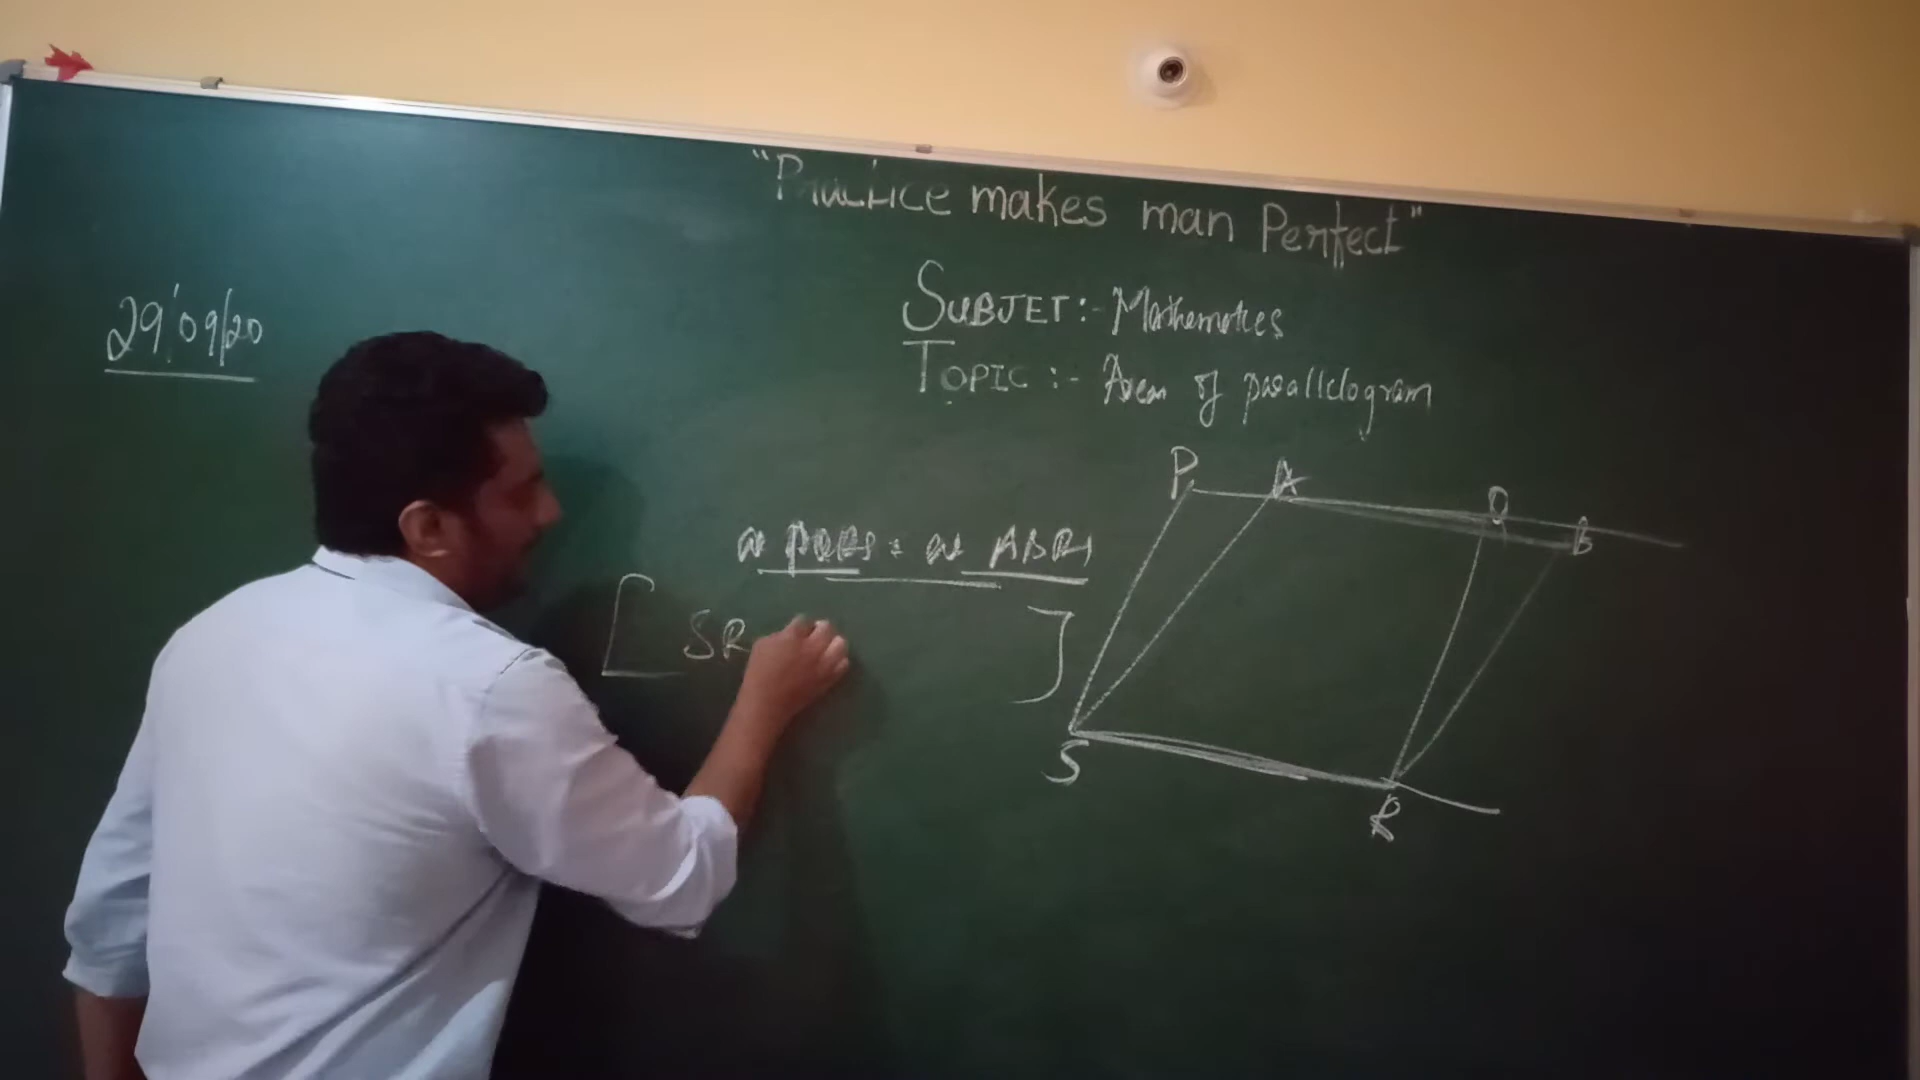 "Practice makes man Perfect"
29/09/20
SUBJET:- Mathematics
TOPIC :- Area of parallelogram
P A Q B
ar PQRS = ar ABRS
[ SR ]
S
R